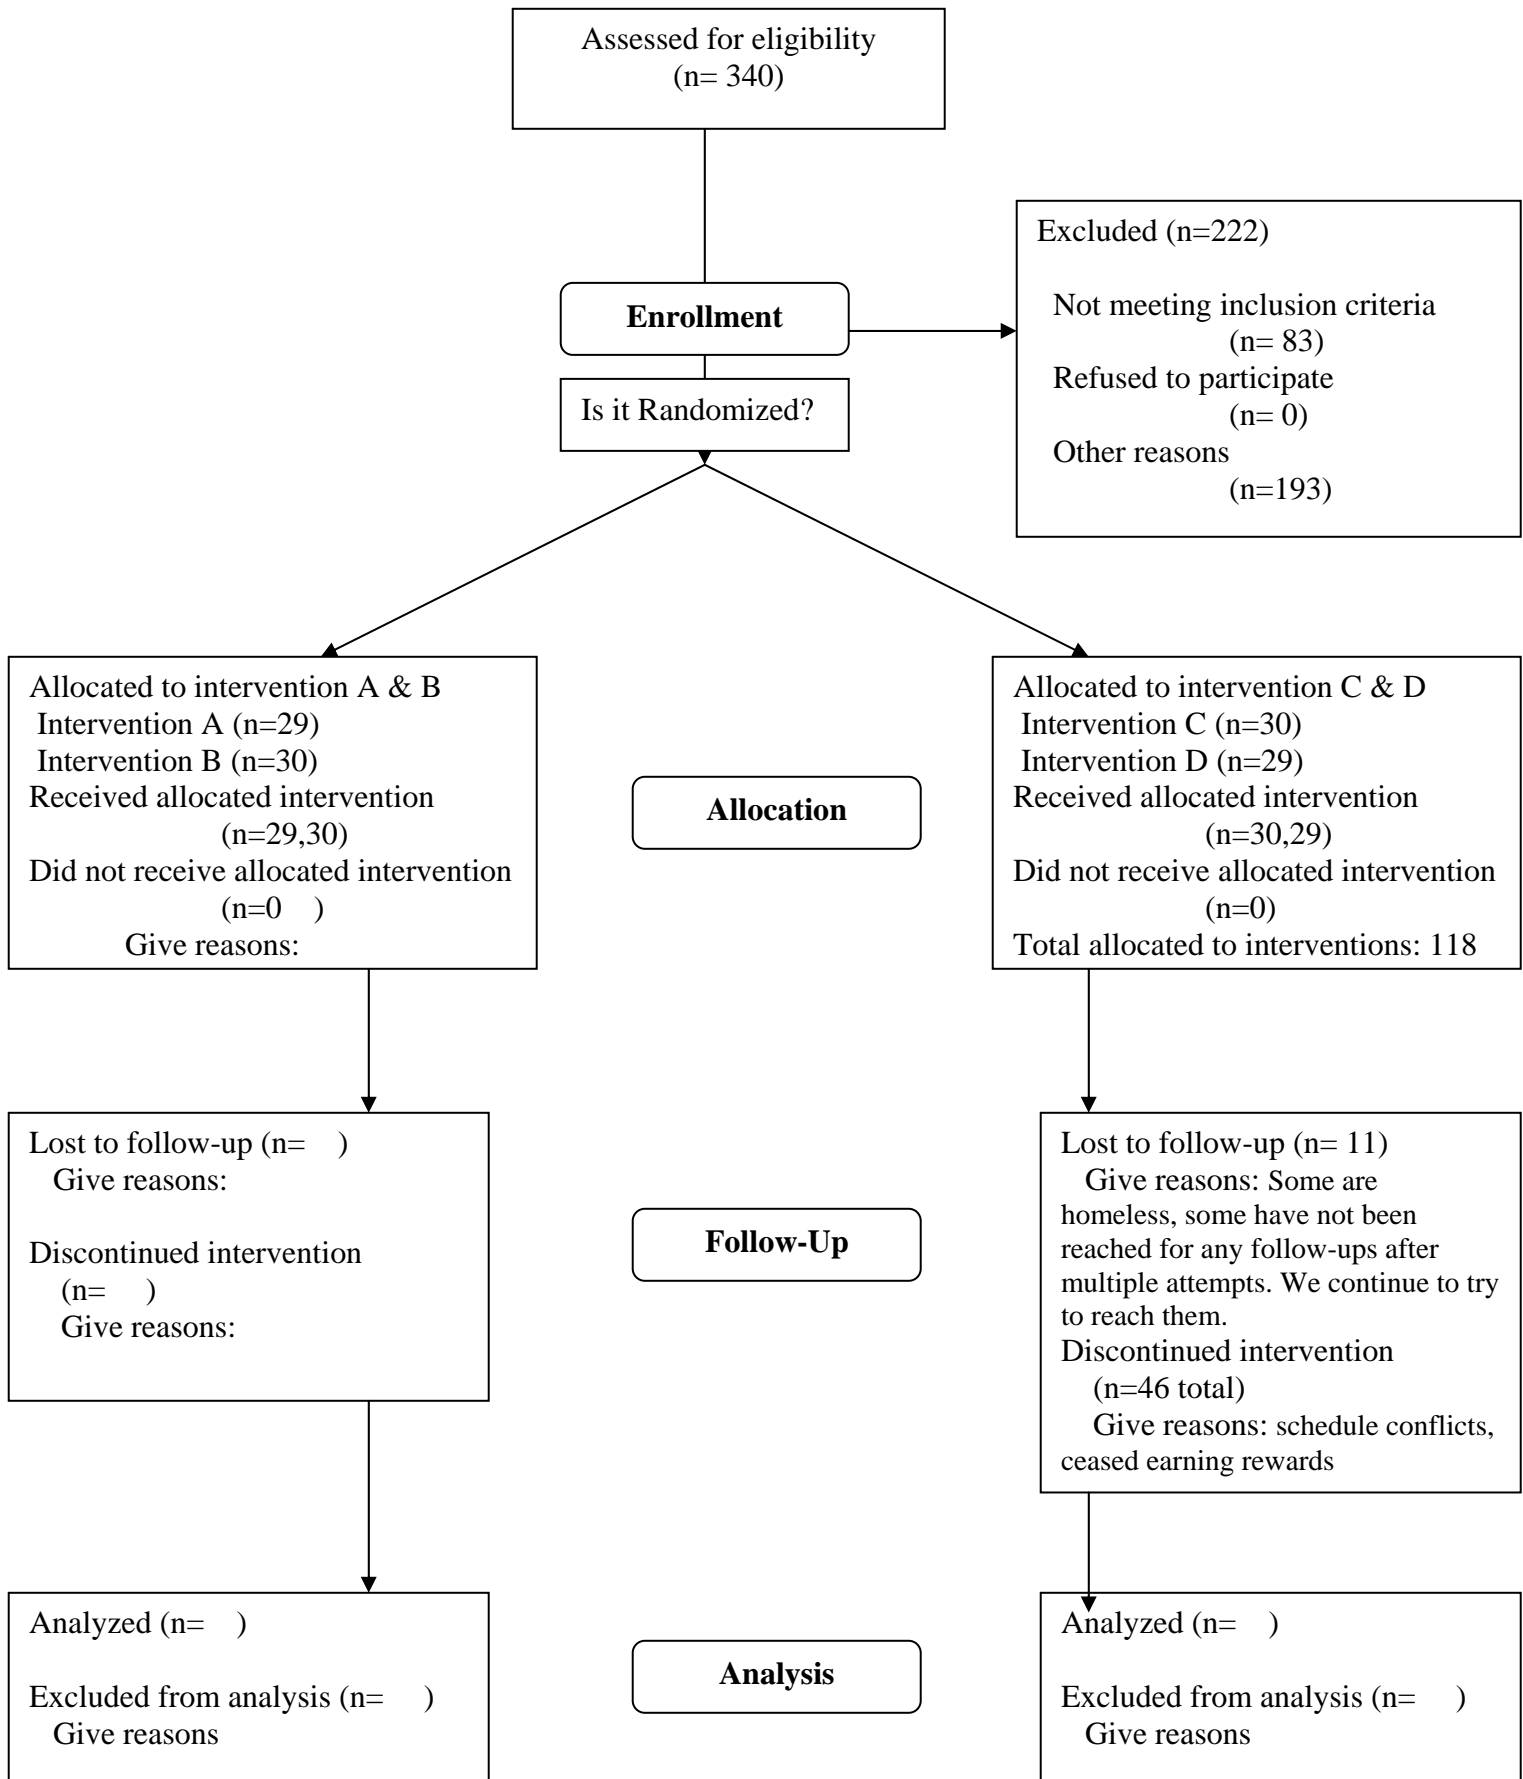 Assessed for eligibility
(n= 340)
Excluded (n=222)
Not meeting inclusion criteria
(n= 83)
Refused to participate
(n= 0)
Other reasons
(n=193)
Enrollment
Is it Randomized?
Allocated to intervention A & B
Intervention A (n=29)
Intervention B (n=30)
Received allocated intervention
(n=29,30)
Did not receive allocated intervention
(n=0    )
Give reasons:
Allocation
Allocated to intervention C & D
Intervention C (n=30)
Intervention D (n=29)
Received allocated intervention
(n=30,29)
Did not receive allocated intervention
(n=0)
Total allocated to interventions: 118
Lost to follow-up (n=    )
Give reasons:
Discontinued intervention
(n=    )
Give reasons:
Follow-Up
Lost to follow-up (n= 11)
Give reasons: Some are
homeless, some have not been
reached for any follow-ups after
multiple attempts. We continue to try
to reach them.
Discontinued intervention
(n=46 total)
Give reasons: schedule conflicts,
ceased earning rewards
Analyzed (n=    )
Excluded from analysis (n=    )
Give reasons
Analysis
Analyzed (n=    )
Excluded from analysis (n=    )
Give reasons